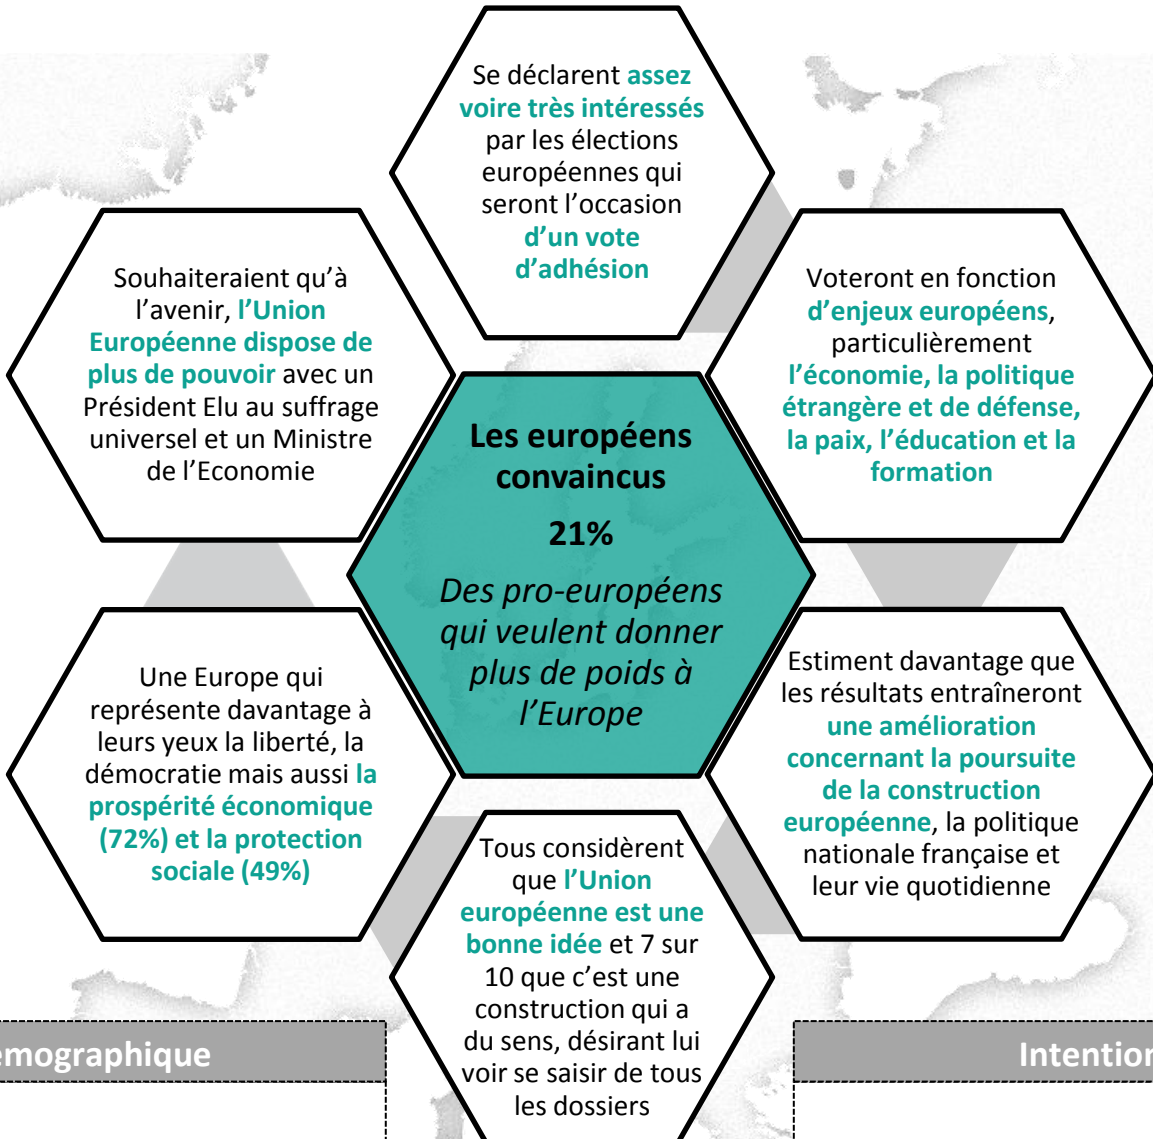 Se déclarent assez
voire très intéressés
par les élections
européennes qui
seront l’occasion
d’un vote
d’adhésion
Souhaiteraient qu’à
l’avenir, l’Union
Européenne dispose de
plus de pouvoir avec un
Président Elu au suffrage
universel et un Ministre
de l’Economie
Voteront en fonction
d’enjeux européens,
particulièrement
l’économie, la politique
étrangère et de défense,
la paix, l’éducation et la
formation
Les européens
convaincus
21%
Des pro-européens
qui veulent donner
plus de poids à
l’Europe
Une Europe qui
représente davantage à
leurs yeux la liberté, la
démocratie mais aussi la
prospérité économique
(72%) et la protection
sociale (49%)
Estiment davantage que
les résultats entraîneront
une amélioration
concernant la poursuite
de la construction
européenne, la politique
nationale française et
leur vie quotidienne
Tous considèrent
que l’Union
européenne est une
bonne idée et 7 sur
10 que c’est une
construction qui a
du sens, désirant lui
voir se saisir de tous
les dossiers
emographique
Intention